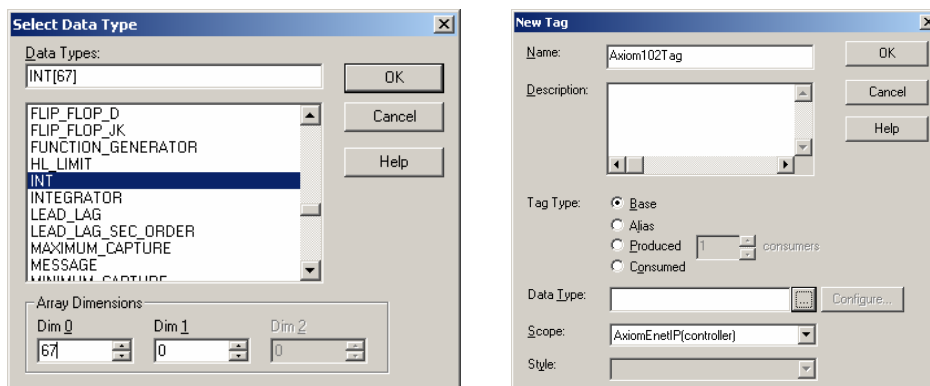 Select Data Type
Data Types:
INT[67]
OK
FLIP_FLOP_D
FLIP_FLOP_JK
FUNCTION_GENERATOR
HL_LIMIT
INT
INTEGRATOR
LEAD_LAG
LEAD_LAG_SEC_ORDER
MAXIMUM_CAPTURE
MESSAGE
MINIMUM_CAPTURE
Cancel
Help
Array Dimensions
Dim 0 Dim 1 Dim 2
67 0 0
New Tag
Name: Axiom102Tag OK
Description: Cancel
Help
Tag Type: Base
Alias
Produced 1 consumers
Consumed
Data Type: ... Configure...
Scope: AxiomEnetIP(controller)
Style: